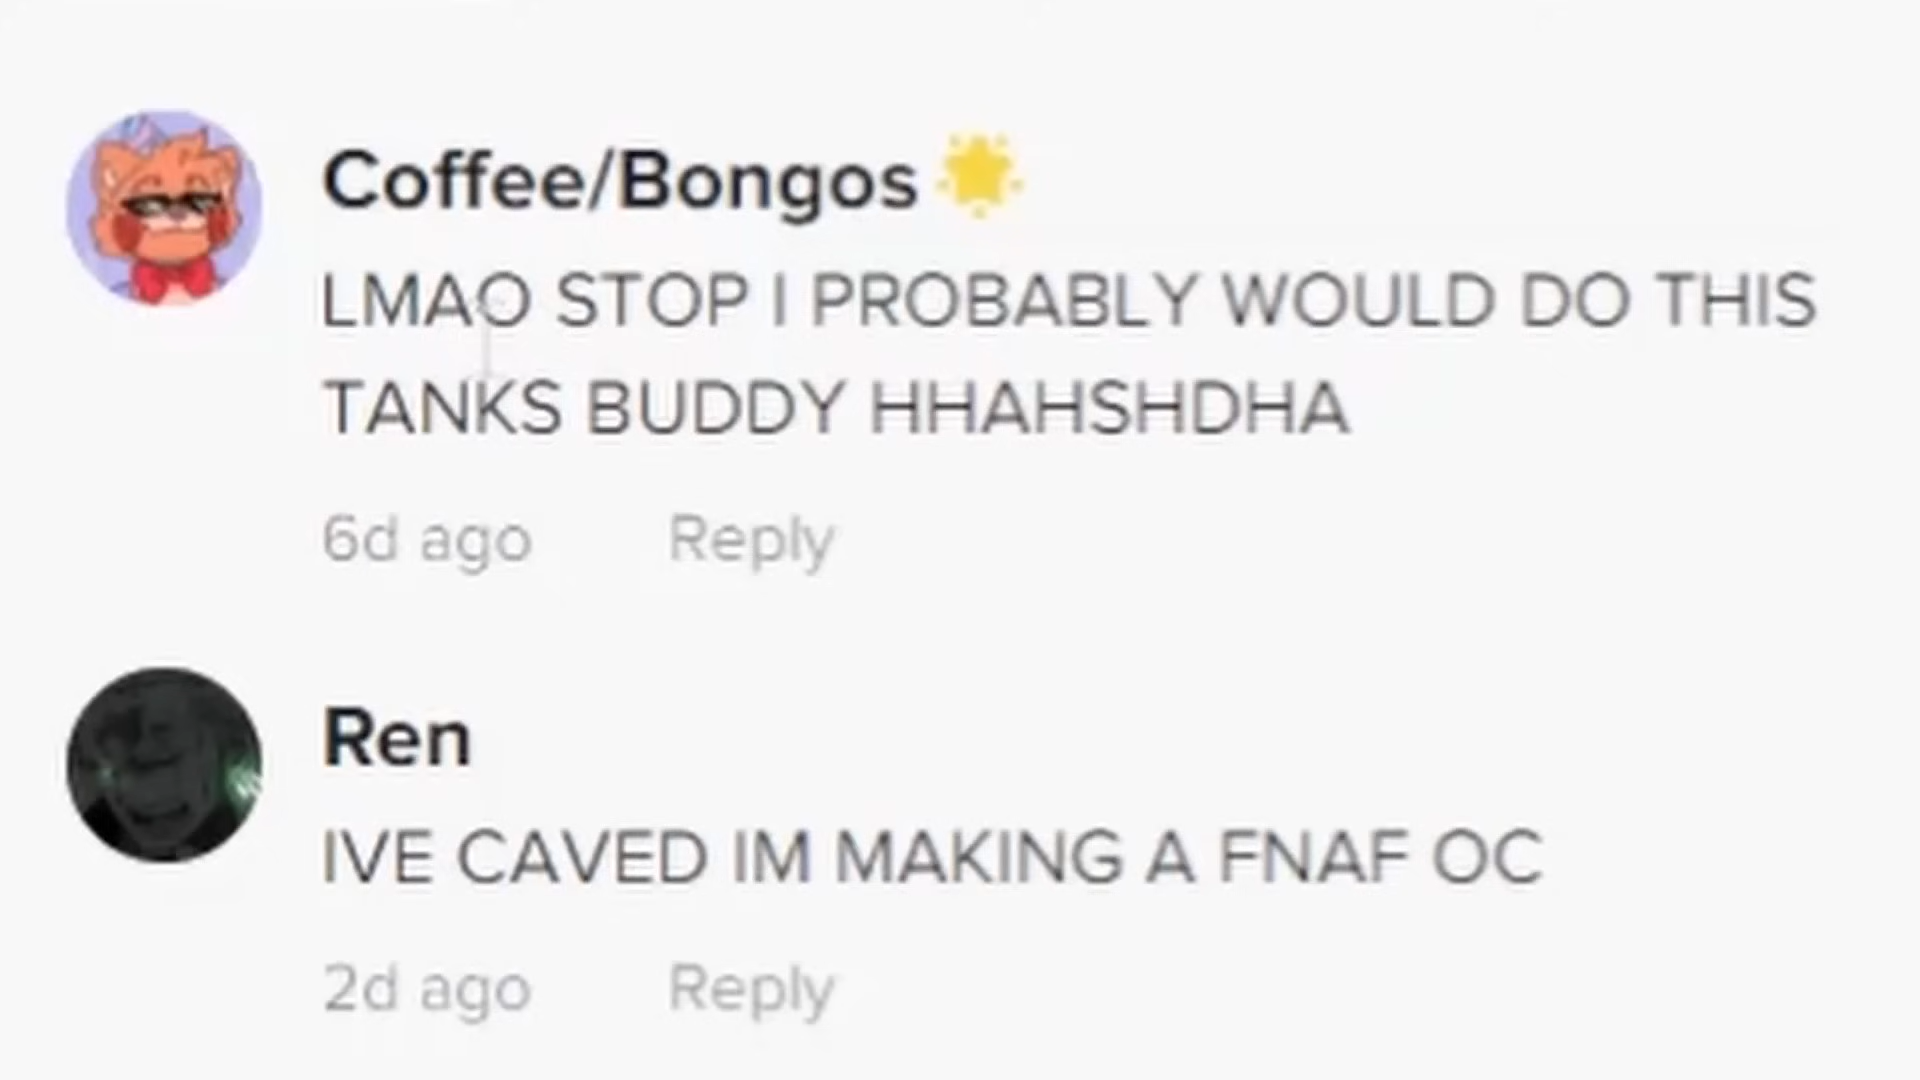 Coffee/Bongos🌟
LMAO STOP I PROBABLY WOULD DO THIS
TANKS BUDDY HHAHSHDHA
6d ago Reply
Ren
IVE CAVED IM MAKING A FNAF OC
2d ago Reply